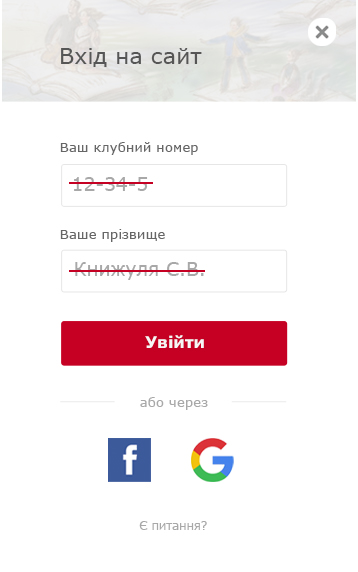 Вхід на сайт
Ваш клубний номер
12-34-5
Ваше прізвище
Книжуля Є.В.
Увійти
або через
Є питання?